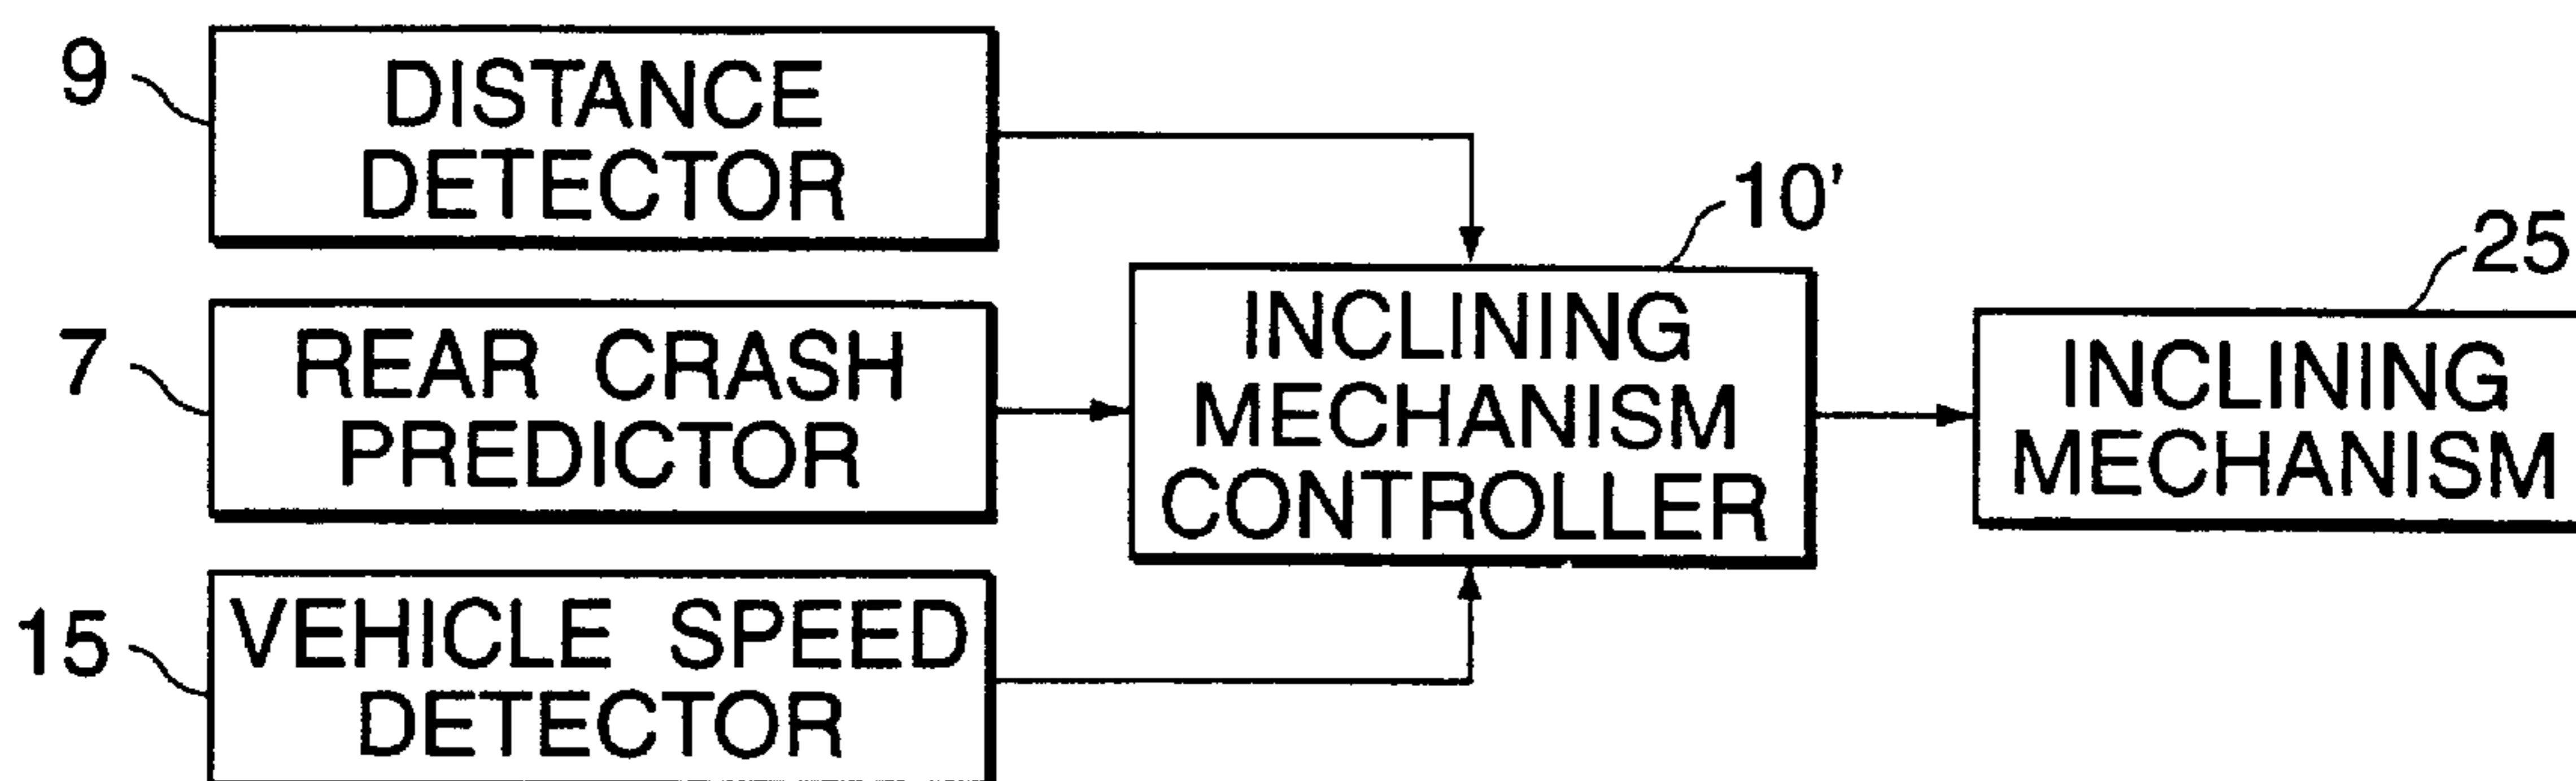 9
DISTANCE
DETECTOR
10'
25
7
REAR CRASH
PREDICTOR
INCLINING
MECHANISM
CONTROLLER
INCLINING
MECHANISM
15
VEHICLE SPEED
DETECTOR